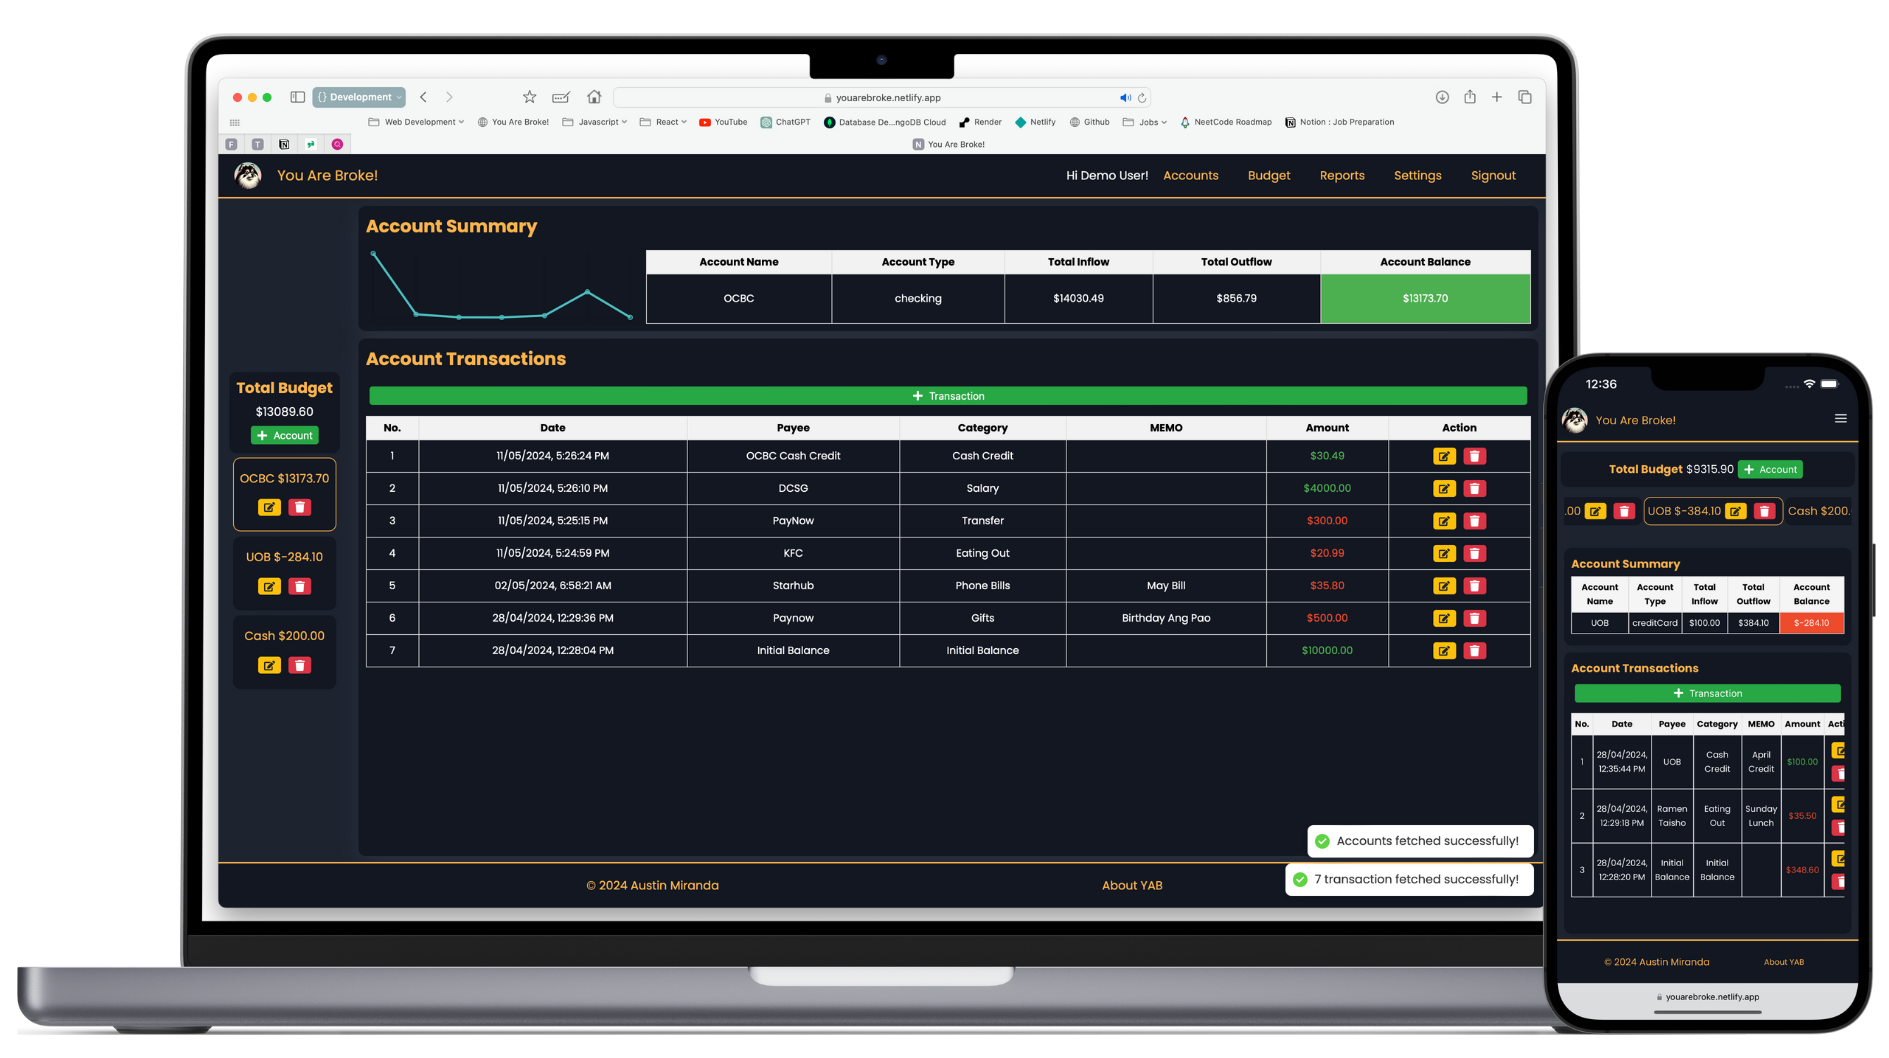 Development
youarebroke.netlify.app
Web Development
You Are Broke!
Javascript
React
YouTube
ChatGPT
Database De...ngoDB Cloud
Render
Netlify
Github
Jobs
NeetCode Roadmap
Notion : Job Preparation
F
T
N You Are Broke!
You Are Broke!
Hi Demo User! Accounts Budget Reports Settings Signout
Account Summary
Account Name Account Type Total Inflow Total Outflow Account Balance
OCBC checking $14030.49 $856.79 $13173.70
Total Budget
$13089.60
+ Account
OCBC $13173.70
UOB $-284.10
Cash $200.00
Account Transactions
+ Transaction
No. Date Payee Category MEMO Amount Action
1 11/05/2024, 5:26:24 PM OCBC Cash Credit Cash Credit $30.49
2 11/05/2024, 5:26:10 PM DCSG Salary $4000.00
3 11/05/2024, 5:25:15 PM PayNow Transfer $300.00
4 11/05/2024, 5:24:59 PM KFC Eating Out $20.99
5 02/05/2024, 6:58:21 AM Starhub Phone Bills May Bill $35.80
6 28/04/2024, 12:29:36 PM Paynow Gifts Birthday Ang Pao $500.00
7 28/04/2024, 12:28:04 PM Initial Balance Initial Balance $10000.00
Accounts fetched successfully!
7 transaction fetched successfully!
© 2024 Austin Miranda About YAB
12:36
You Are Broke!
Total Budget $9315.90 + Account
.00 UOB $-384.10 Cash $200.
Account Summary
Account Name Account Type Total Inflow Total Outflow Account Balance
UOB creditCard $100.00 $384.10 $-284.10
Account Transactions
+ Transaction
No. Date Payee Category MEMO Amount Acti
1 28/04/2024, 12:35:44 PM UOB Cash Credit April Credit $100.00
2 28/04/2024, 12:29:18 PM Ramen Taisho Eating Out Sunday Lunch $35.50
3 28/04/2024, 12:28:20 PM Initial Balance Initial Balance $348.60
© 2024 Austin Miranda About YAB
youarebroke.netlify.app